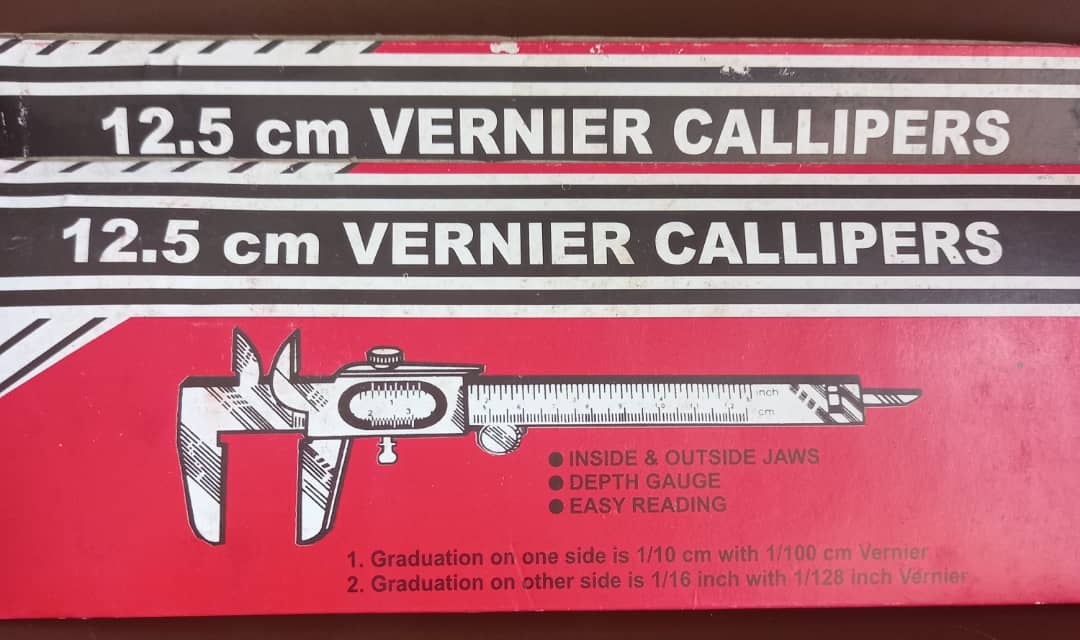 12.5 cm VERNIER CALLIPERS
12.5 cm VERNIER CALLIPERS
inch
cm
● INSIDE & OUTSIDE JAWS
● DEPTH GAUGE
● EASY READING
1. Graduation on one side is 1/10 cm with 1/100 cm Vernier
2. Graduation on other side is 1/16 inch with 1/128 inch Vernier